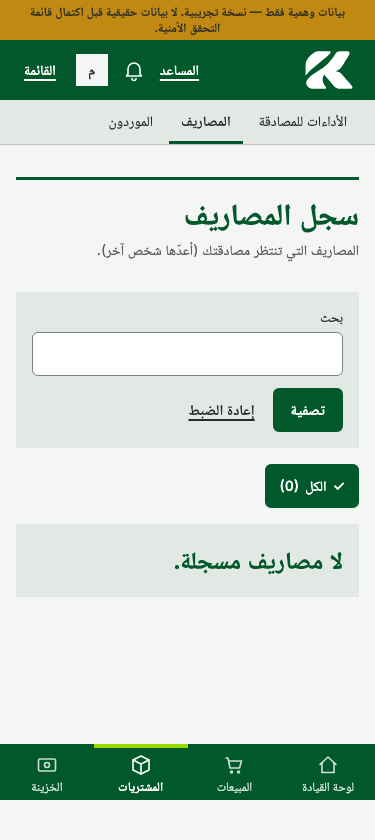 بيانات وهمية فقط — نسخة تجريبية. لا بيانات حقيقية قبل اكتمال قائمة
التحقق الأمنية.
المساعد
م
القائمة
الأداءات للمصادقة
المصاريف
الموردون
سجل المصاريف
المصاريف التي تنتظر مصادقتك (أعدّها شخص آخر).
بحث
تصفية
إعادة الضبط
الكل (0)
لا مصاريف مسجلة.
لوحة القيادة
المبيعات
المشتريات
الخزينة